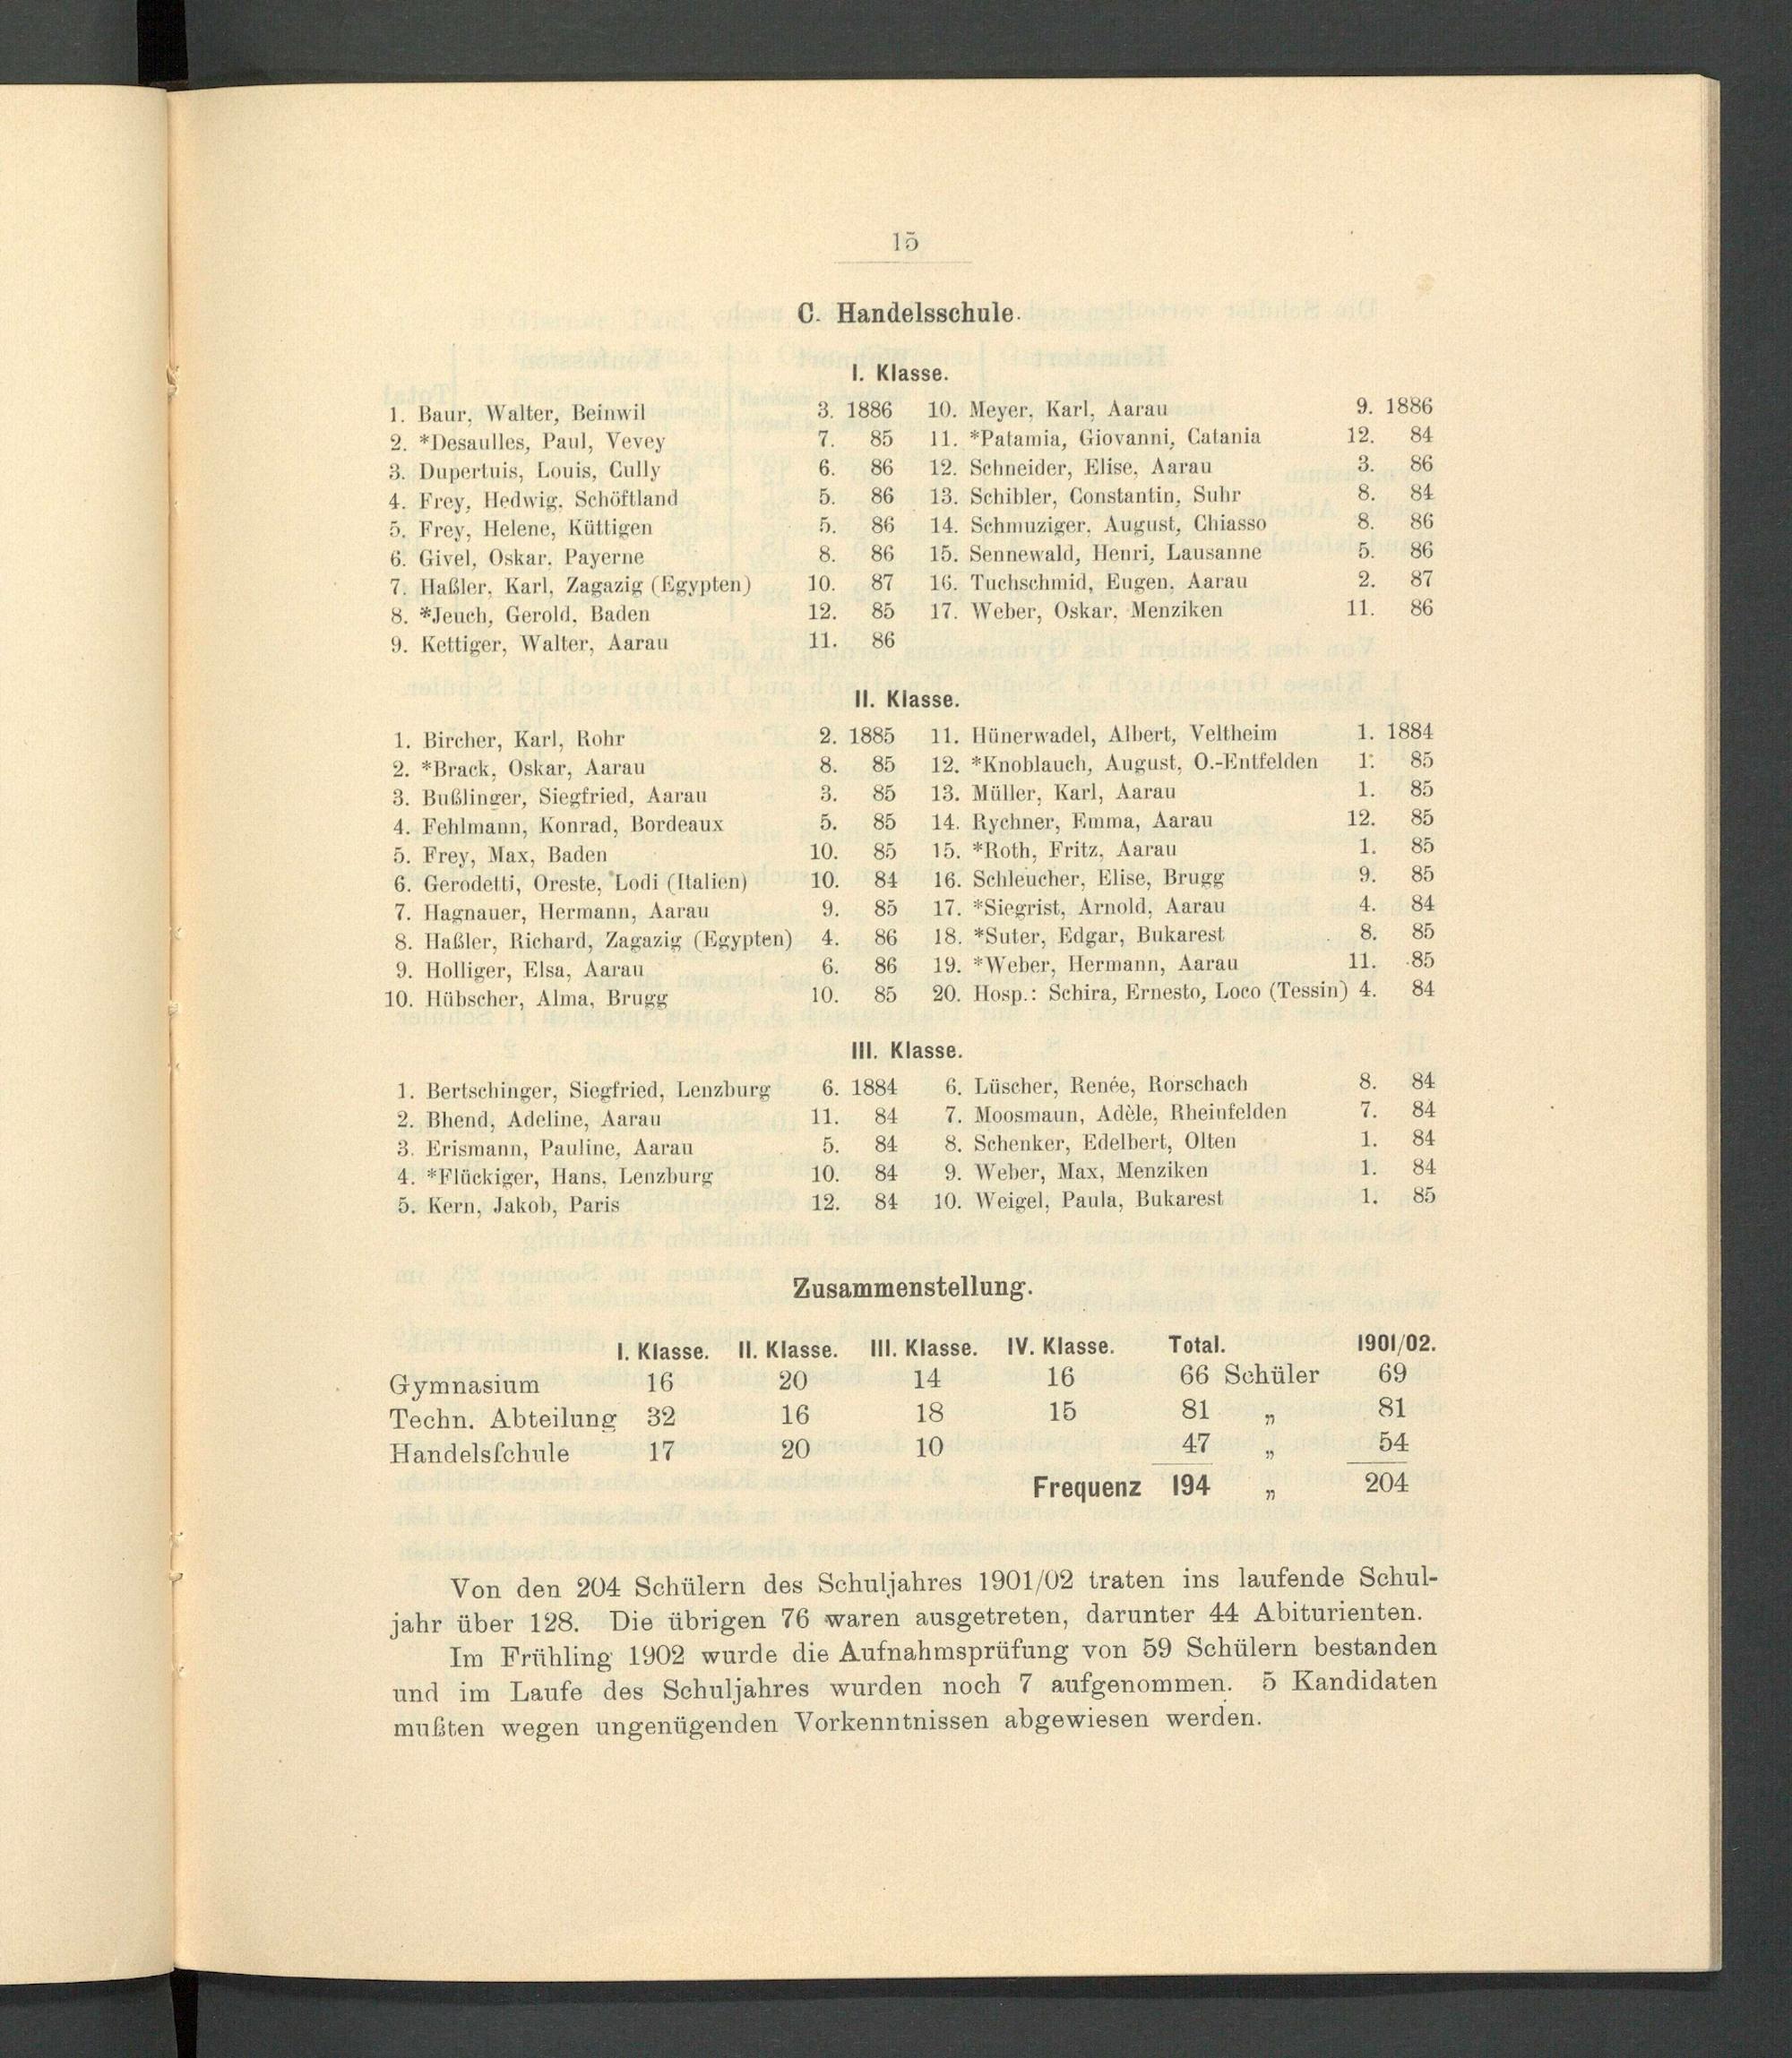 15
C. Handelsschule.
I. Klasse.
1. Baur, Walter, Beinwil 3. 1886
2. *Desaulles, Paul, Vevey 7. 85
3. Dupertuis, Louis, Cully 6. 86
4. Frey, Hedwig, Schöftland 5. 86
5. Frey, Helene, Küttigen 5. 86
6. Givel, Oskar, Payerne 8. 86
7. Haßler, Karl, Zagazig (Egypten) 10. 87
8. *Jeuch, Gerold, Baden 12. 85
9. Kettiger, Walter, Aarau 11. 86
10. Meyer, Karl, Aarau 9. 1886
11. *Patamia, Giovanni, Catania 12. 84
12. Schneider, Elise, Aarau 3. 86
13. Schibler, Constantin, Suhr 8. 84
14. Schmuziger, August, Chiasso 8. 86
15. Sennewald, Henri, Lausanne 5. 86
16. Tuchschmid, Eugen, Aarau 2. 87
17. Weber, Oskar, Menziken 11. 86
II. Klasse.
1. Bircher, Karl, Rohr 2. 1885
2. *Brack, Oskar, Aarau 8. 85
3. Bußlinger, Siegfried, Aarau 3. 85
4. Fehlmann, Konrad, Bordeaux 5. 85
5. Frey, Max, Baden 10. 85
6. Gerodetti, Oreste, Lodi (Italien) 10. 84
7. Hagnauer, Hermann, Aarau 9. 85
8. Haßler, Richard, Zagazig (Egypten) 4. 86
9. Holliger, Elsa, Aarau 6. 86
10. Hübscher, Alma, Brugg 10. 85
11. Hünerwadel, Albert, Veltheim 1. 1884
12. *Knoblauch, August, O.-Entfelden 1. 85
13. Müller, Karl, Aarau 1. 85
14. Rychner, Emma, Aarau 12. 85
15. *Roth, Fritz, Aarau 1. 85
16. Schleucher, Elise, Brugg 9. 85
17. *Siegrist, Arnold, Aarau 4. 84
18. *Suter, Edgar, Bukarest 8. 85
19. *Weber, Hermann, Aarau 11. 85
20. Hosp.: Schira, Ernesto, Loco (Tessin) 4. 84
III. Klasse.
1. Bertschinger, Siegfried, Lenzburg 6. 1884
2. Bhend, Adeline, Aarau 11. 84
3. Erismann, Pauline, Aarau 5. 84
4. *Flückiger, Hans, Lenzburg 10. 84
5. Kern, Jakob, Paris 12. 84
6. Lüscher, Renée, Rorschach 8. 84
7. Moosmaun, Adèle, Rheinfelden 7. 84
8. Schenker, Edelbert, Olten 1. 84
9. Weber, Max, Menziken 1. 84
10. Weigel, Paula, Bukarest 1. 85
Zusammenstellung.
I. Klasse. II. Klasse. III. Klasse. IV. Klasse. Total. 1901/02.
Gymnasium 16 20 14 16 66 Schüler 69
Techn. Abteilung 32 16 18 15 81 „ 81
Handelsſchule 17 20 10 47 „ 54
Frequenz 194 „ 204
Von den 204 Schülern des Schuljahres 1901/02 traten ins laufende Schul-
jahr über 128. Die übrigen 76 waren ausgetreten, darunter 44 Abiturienten.
Im Frühling 1902 wurde die Aufnahmsprüfung von 59 Schülern bestanden
und im Laufe des Schuljahres wurden noch 7 aufgenommen. 5 Kandidaten
mußten wegen ungenügenden Vorkenntnissen abgewiesen werden.